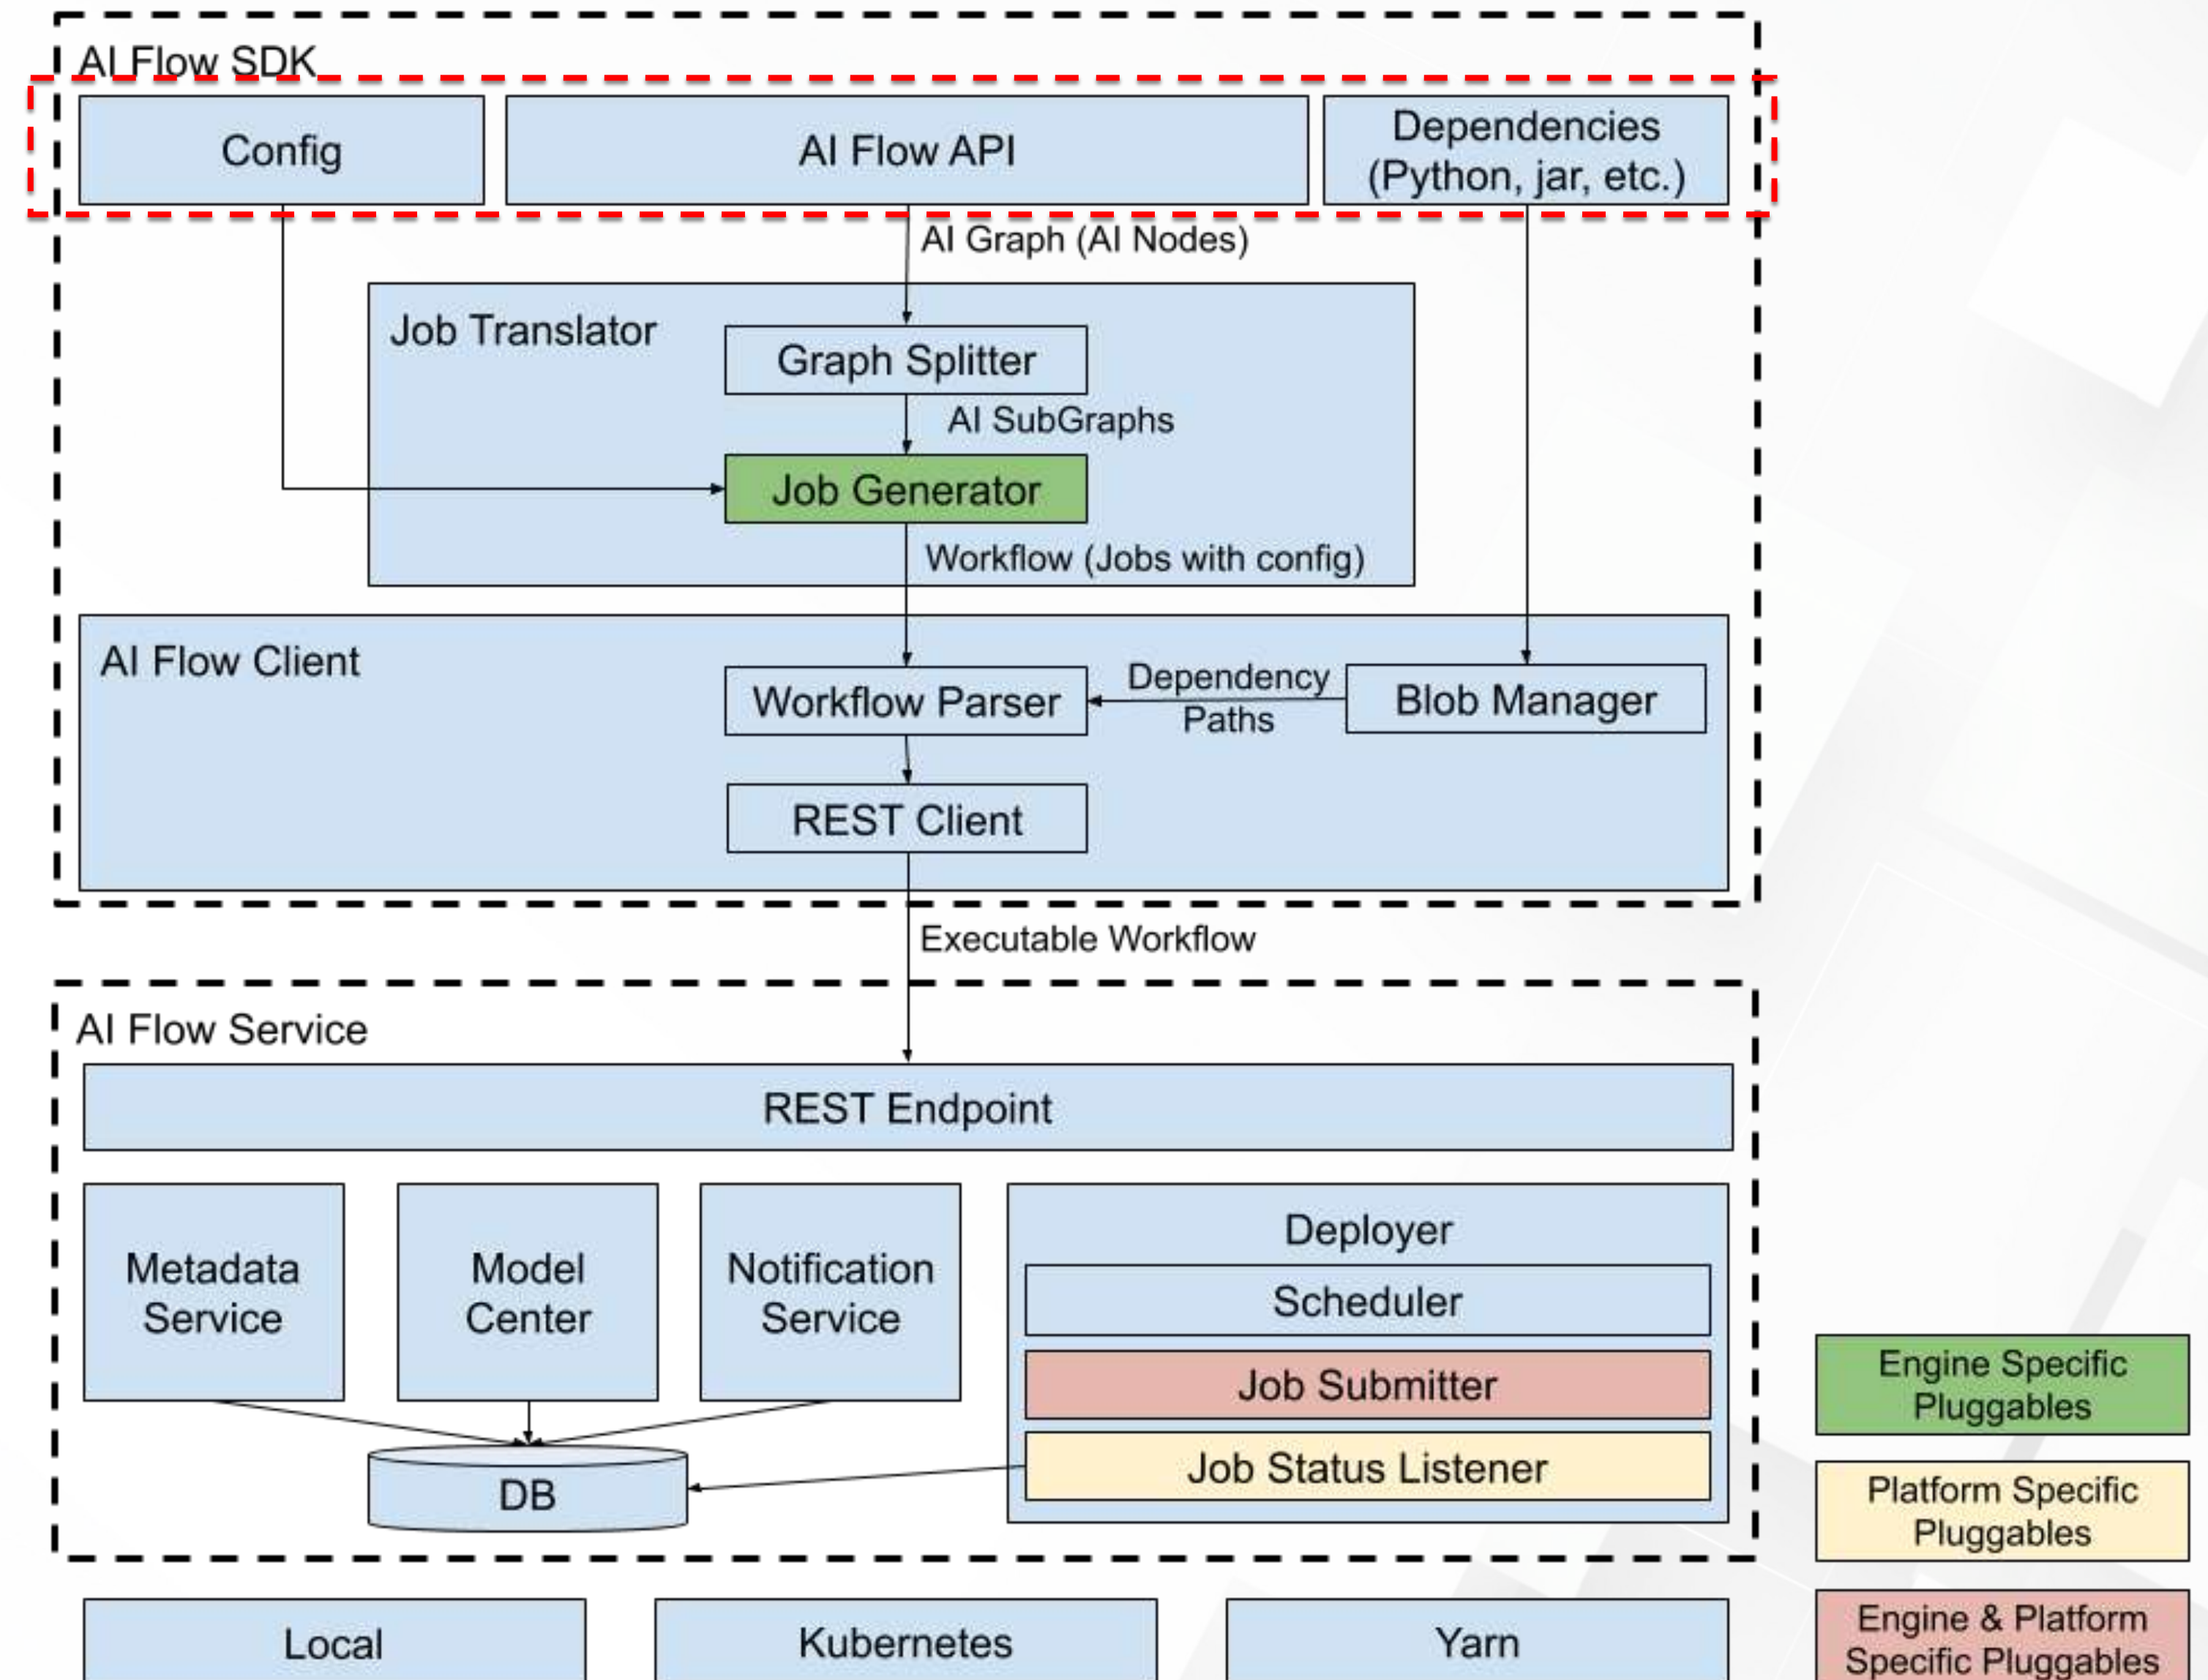 AI Flow SDK
Config
AI Flow API
Dependencies
(Python, jar, etc.)
AI Graph (AI Nodes)
Job Translator
Graph Splitter
AI SubGraphs
Job Generator
Workflow (Jobs with config)
AI Flow Client
Workflow Parser
Dependency
Paths
Blob Manager
REST Client
Executable Workflow
AI Flow Service
REST Endpoint
Metadata
Service
Model
Center
Notification
Service
Deployer
Scheduler
Job Submitter
Job Status Listener
DB
Engine Specific
Pluggables
Platform Specific
Pluggables
Engine & Platform
Specific Pluggables
Local
Kubernetes
Yarn